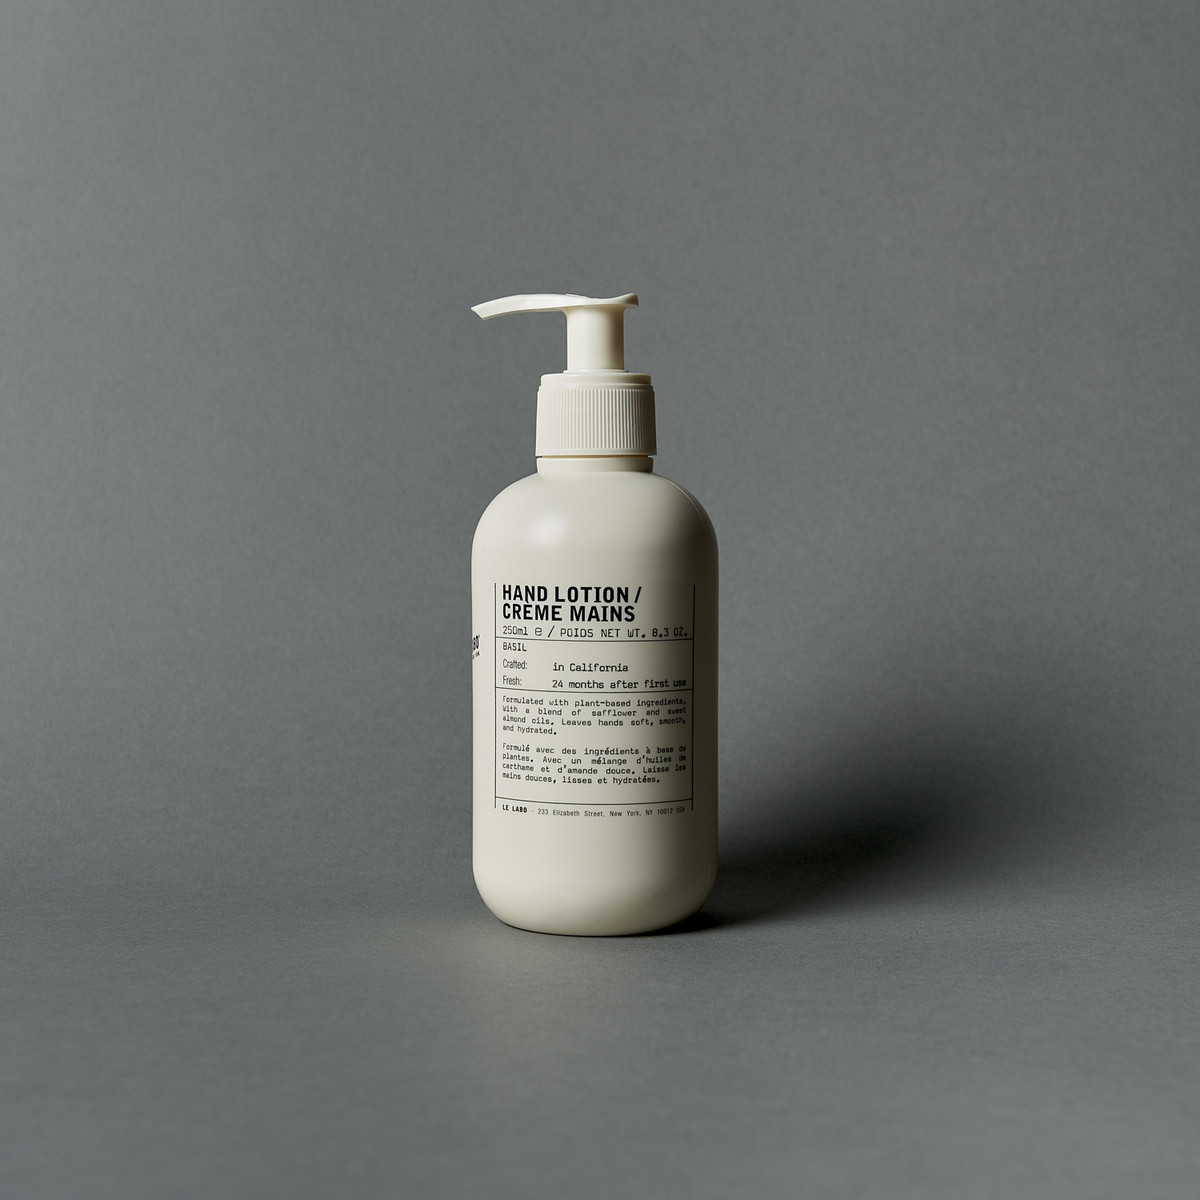 HAND LOTION /
CRÈME MAINS
250ml e / POIDS NET WT. 8.3 OZ.
BASIL
Crafted: in California
Fresh: 24 months after first use
Formulated with plant-based ingredients.
With a blend of safflower and sweet
almond oils. Leaves hands soft, smooth,
and hydrated.
Formulé avec des ingrédients à base de
plantes. Avec un mélange d'huiles de
carthame et d'amande douce. Laisse les
mains douces, lisses et hydratées.
LE LABO - 233 Elizabeth Street, New York, NY 10012 USA